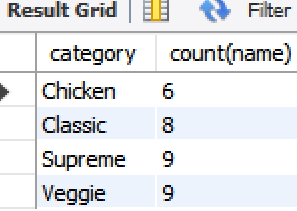 Result Grid Filter
category count(name)
Chicken 6
Classic 8
Supreme 9
Veggie 9